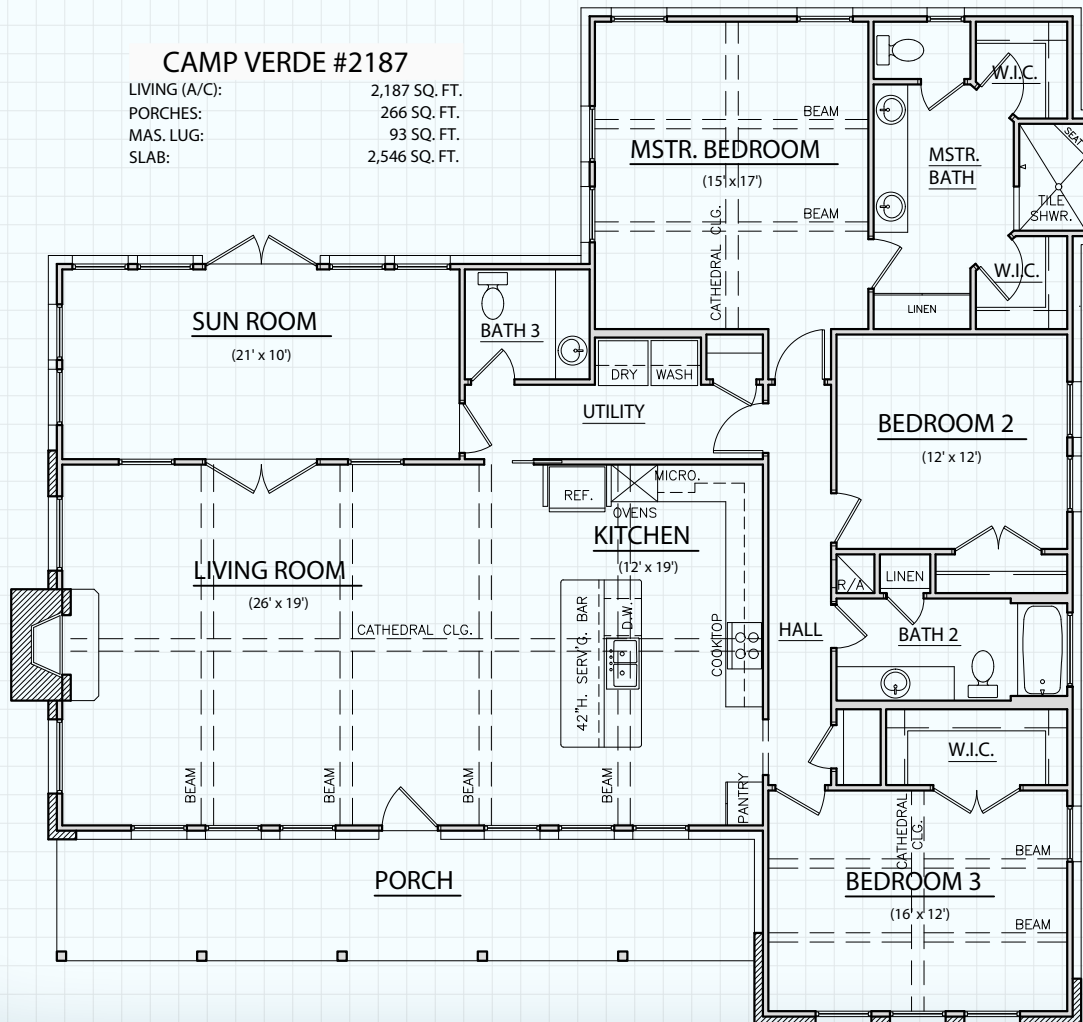 CAMP VERDE #2187
LIVING (A/C): 2,187 SQ. FT.
PORCHES: 266 SQ. FT.
MAS. LUG: 93 SQ. FT.
SLAB: 2,546 SQ. FT.
W.I.C.
BEAM
MSTR. BEDROOM
(15' x 17')
MSTR.
BATH
SEAT
TILE
SHWR.
BEAM
CATHEDRAL CLG.
W.I.C.
LINEN
SUN ROOM
(21' x 10')
BATH 3
DRY
WASH
UTILITY
BEDROOM 2
(12' x 12')
REF.
MICRO.
OVENS
KITCHEN
(12' x 19')
LIVING ROOM
(26' x 19')
CATHEDRAL CLG.
42"H. SERV'G. BAR
D.W.
COOKTOP
HALL
R/A
LINEN
BATH 2
W.I.C.
BEAM
BEAM
BEAM
BEAM
PANTRY
PORCH
CATHEDRAL
CLG.
BEAM
BEDROOM 3
(16' x 12')
BEAM